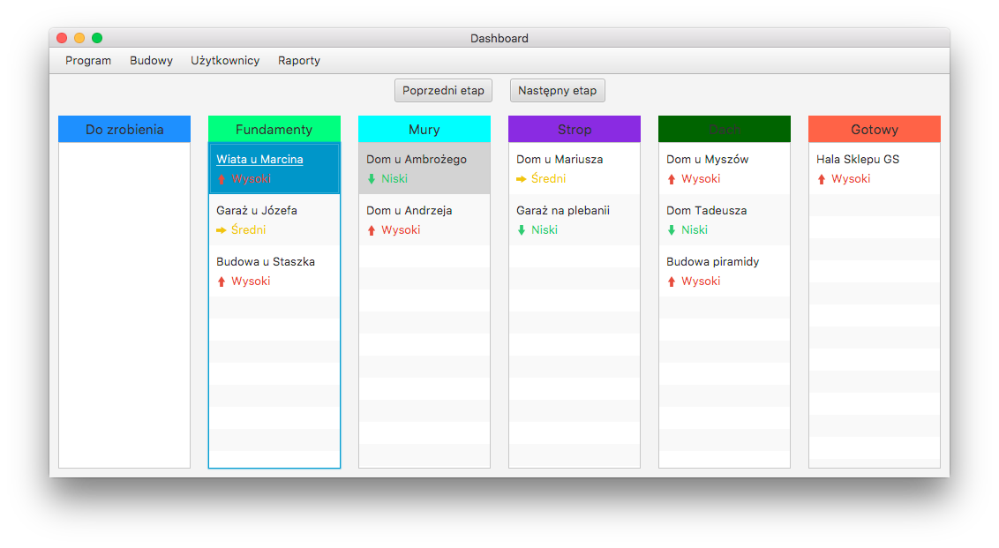 Dashboard
Program Budowy Użytkownicy Raporty
Poprzedni etap Następny etap
Do zrobienia
Fundamenty
Wiata u Marcina
Wysoki
Garaż u Józefa
Średni
Budowa u Staszka
Wysoki
Mury
Dom u Ambrożego
Niski
Dom u Andrzeja
Wysoki
Strop
Dom u Mariusza
Średni
Garaż na plebanii
Niski
Dach
Dom u Myszów
Wysoki
Dom Tadeusza
Niski
Budowa piramidy
Wysoki
Gotowy
Hala Sklepu GS
Wysoki